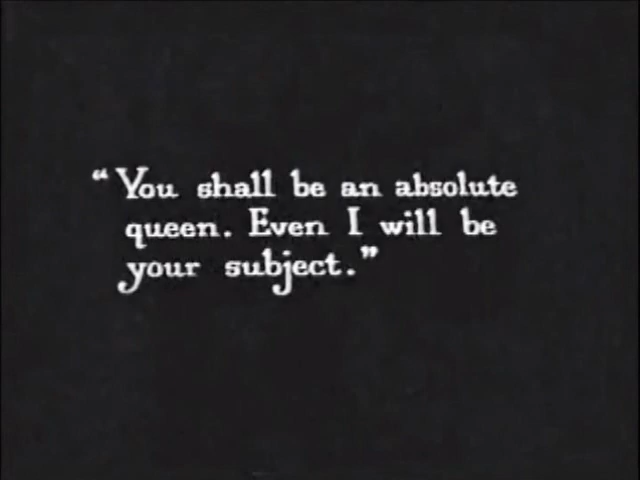 “You shall be an absolute
queen. Even I will be
your subject.”